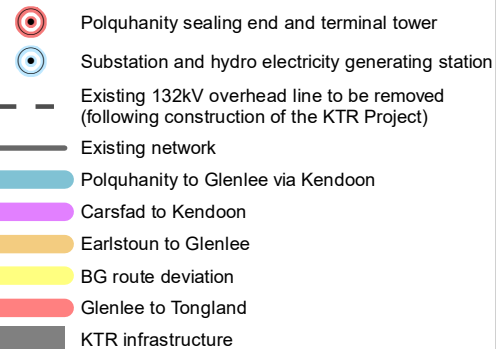 Polquhanity sealing end and terminal tower
Substation and hydro electricity generating station
Existing 132kV overhead line to be removed
(following construction of the KTR Project)
Existing network
Polquhanity to Glenlee via Kendoon
Carsfad to Kendoon
Earlstoun to Glenlee
BG route deviation
Glenlee to Tongland
KTR infrastructure